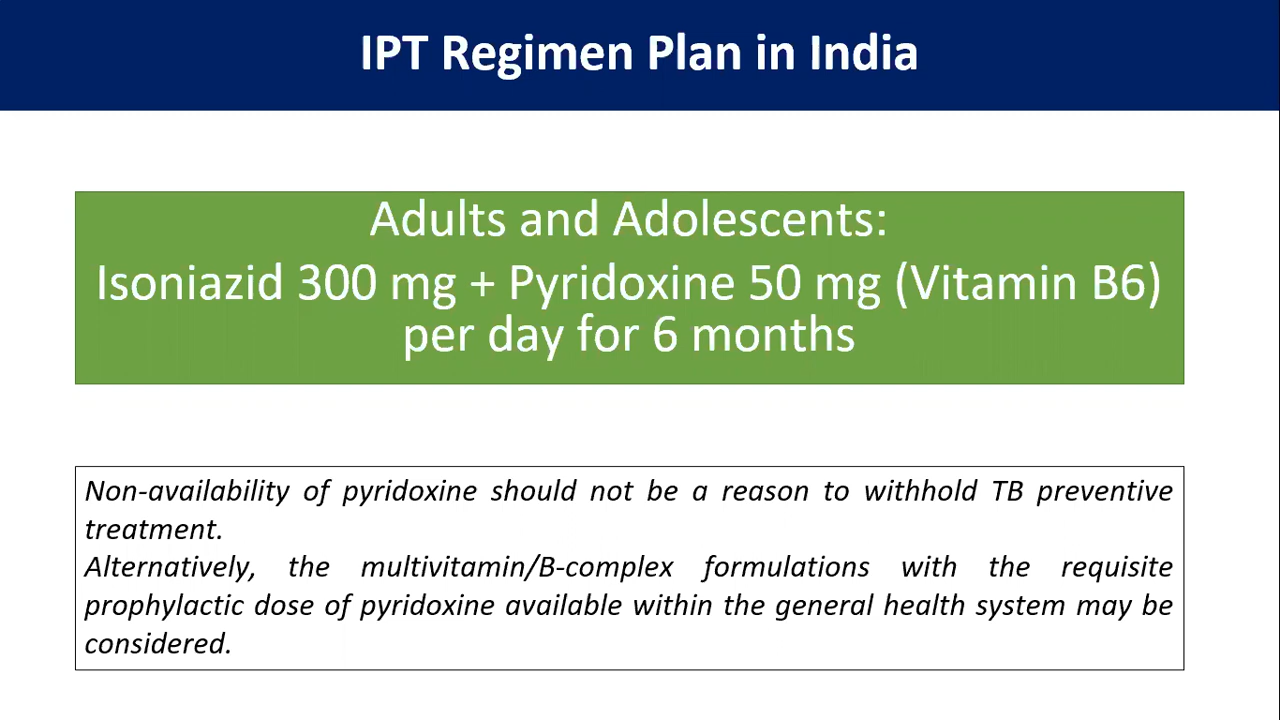 IPT Regimen Plan in India
Adults and Adolescents:
Isoniazid 300 mg + Pyridoxine 50 mg (Vitamin B6)
per day for 6 months
Non-availability of pyridoxine should not be a reason to withhold TB preventive
treatment.
Alternatively, the multivitamin/B-complex formulations with the requisite
prophylactic dose of pyridoxine available within the general health system may be
considered.